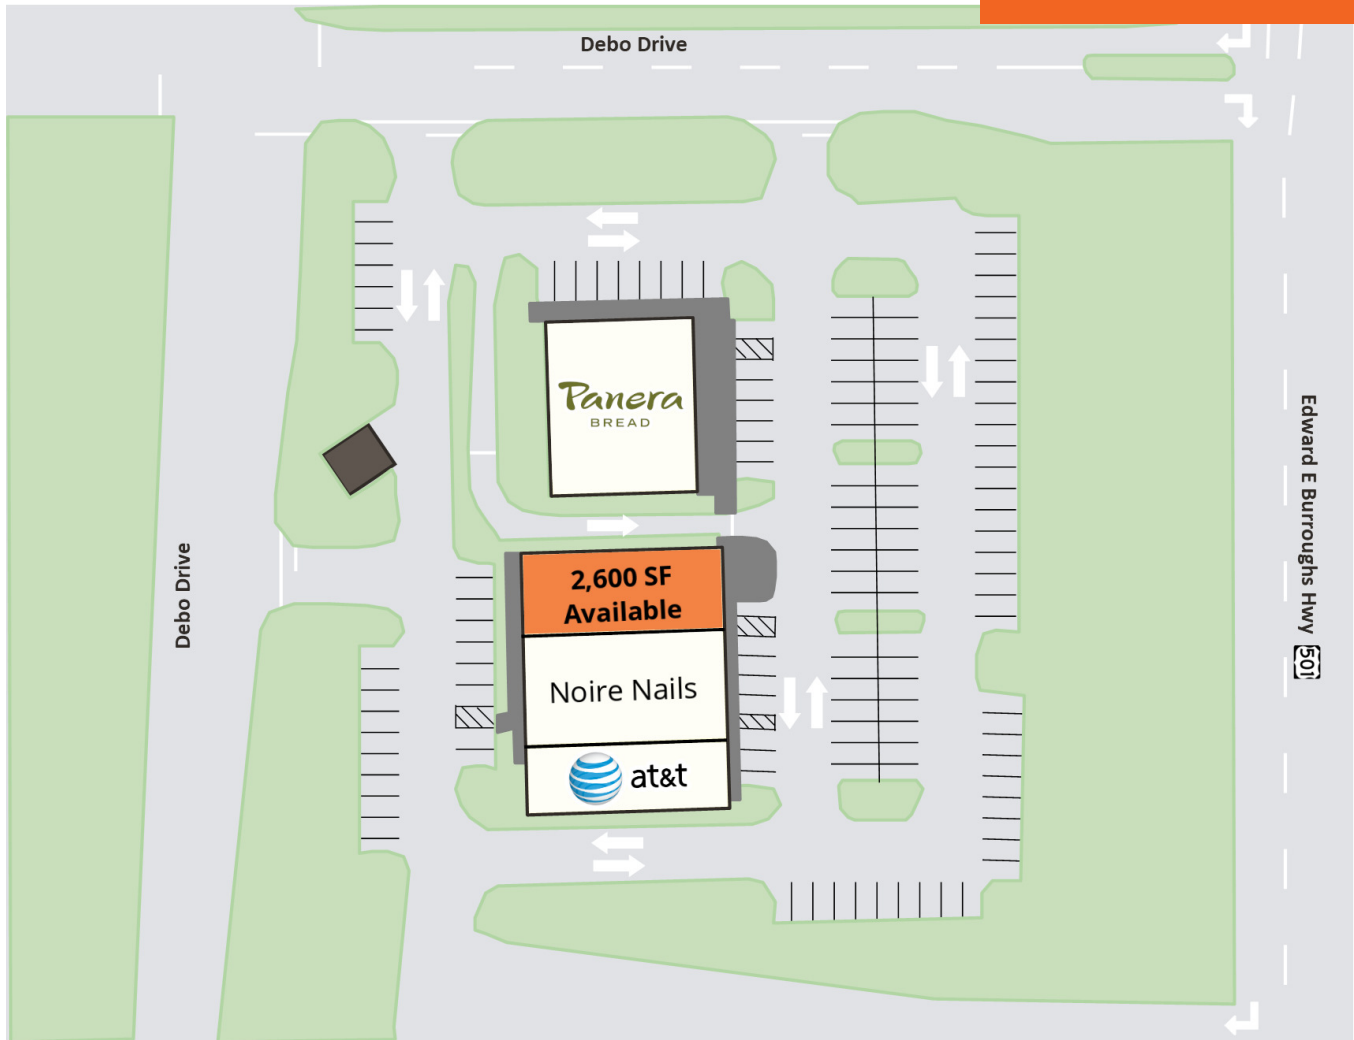 Debo Drive
Panera
BREAD
2,600 SF
Available
Noire Nails
at&t
Debo Drive
Edward E Burroughs Hwy 501